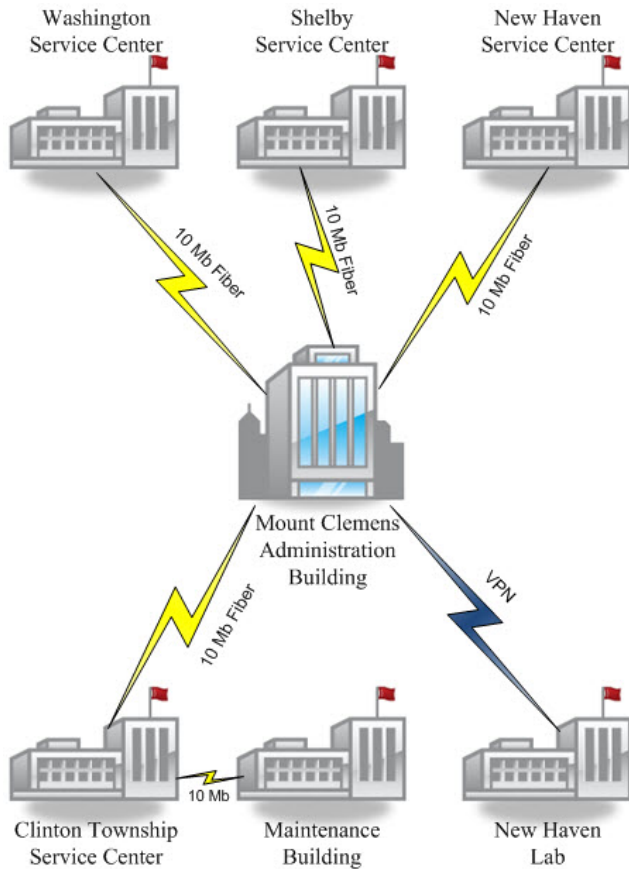 Washington
Service Center
Shelby
Service Center
New Haven
Service Center
10 Mb Fiber
10 Mb Fiber
10 Mb Fiber
Mount Clemens
Administration
Building
10 Mb Fiber
VPN
10 Mb
Clinton Township
Service Center
Maintenance
Building
New Haven
Lab